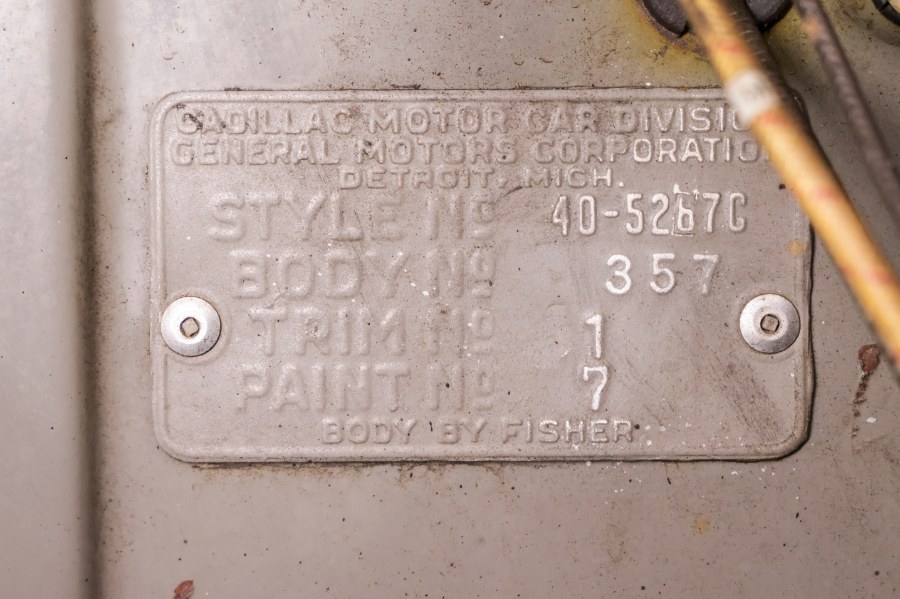 CADILLAC MOTOR CAR DIVISIO
GENERAL MOTORS CORPORATIO
DETROIT, MICH.
STYLE Nº 40-5267C
BODY Nº 357
TRIM Nº 1
PAINT Nº 7
BODY BY FISHER